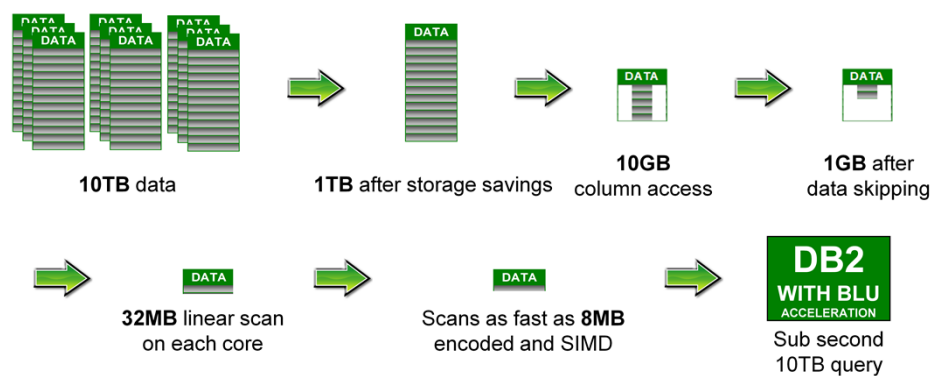 DATA
DATA
DATA
DATA
DATA
DATA
DATA
DATA
DATA
DATA
DATA
DATA
10TB data
1TB after storage savings
10GB
column access
1GB after
data skipping
DATA
32MB linear scan
on each core
DATA
Scans as fast as 8MB
encoded and SIMD
DB2
WITH BLU
ACCELERATION
Sub second
10TB query